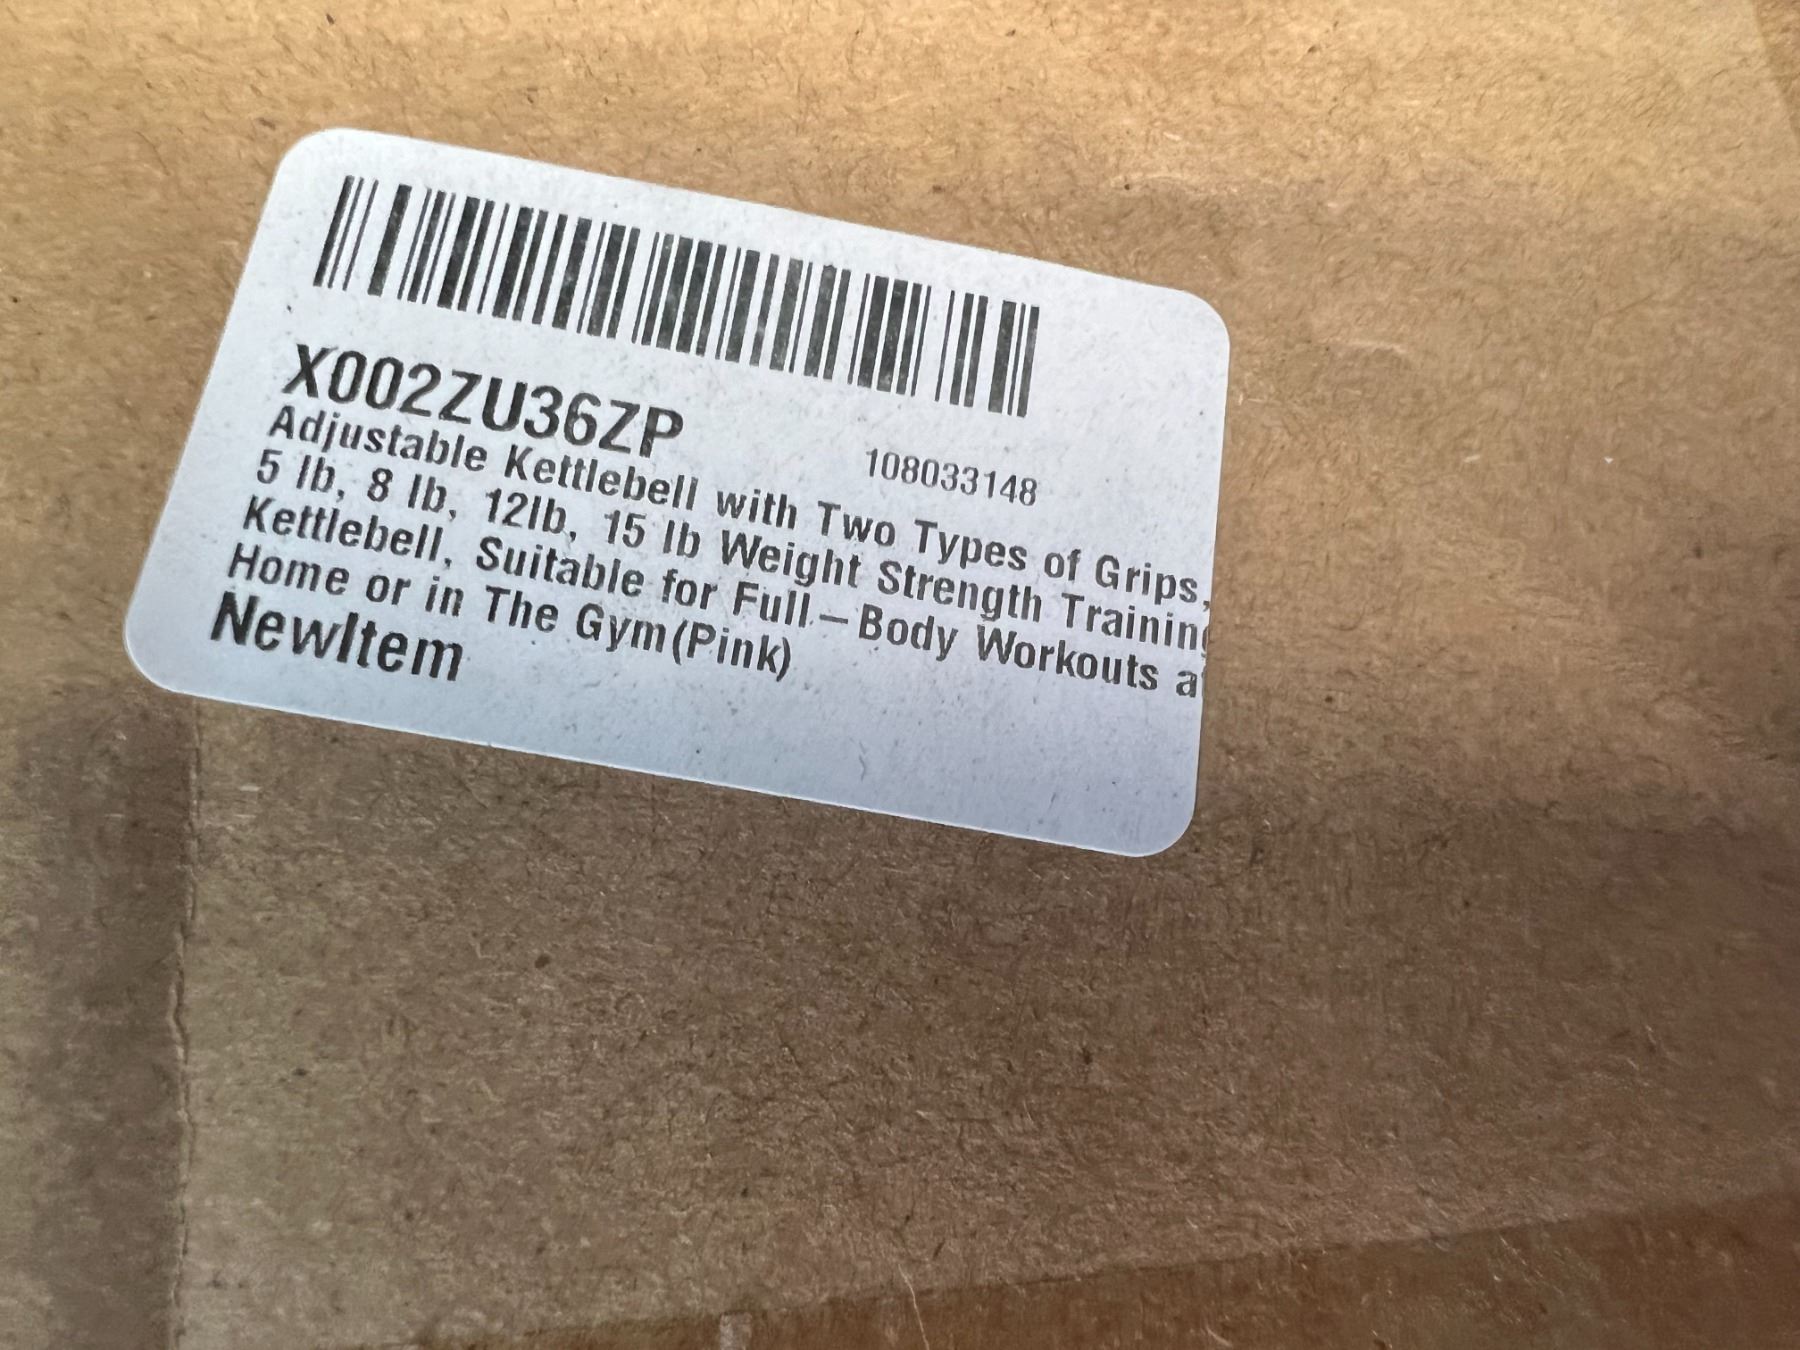 X002ZU36ZP
108033148
Adjustable Kettlebell with Two Types of Grips,
5 lb, 8 lb, 12lb, 15 lb Weight Strength Training
Kettlebell, Suitable for Full-Body Workouts at
Home or in The Gym(Pink)
NewItem